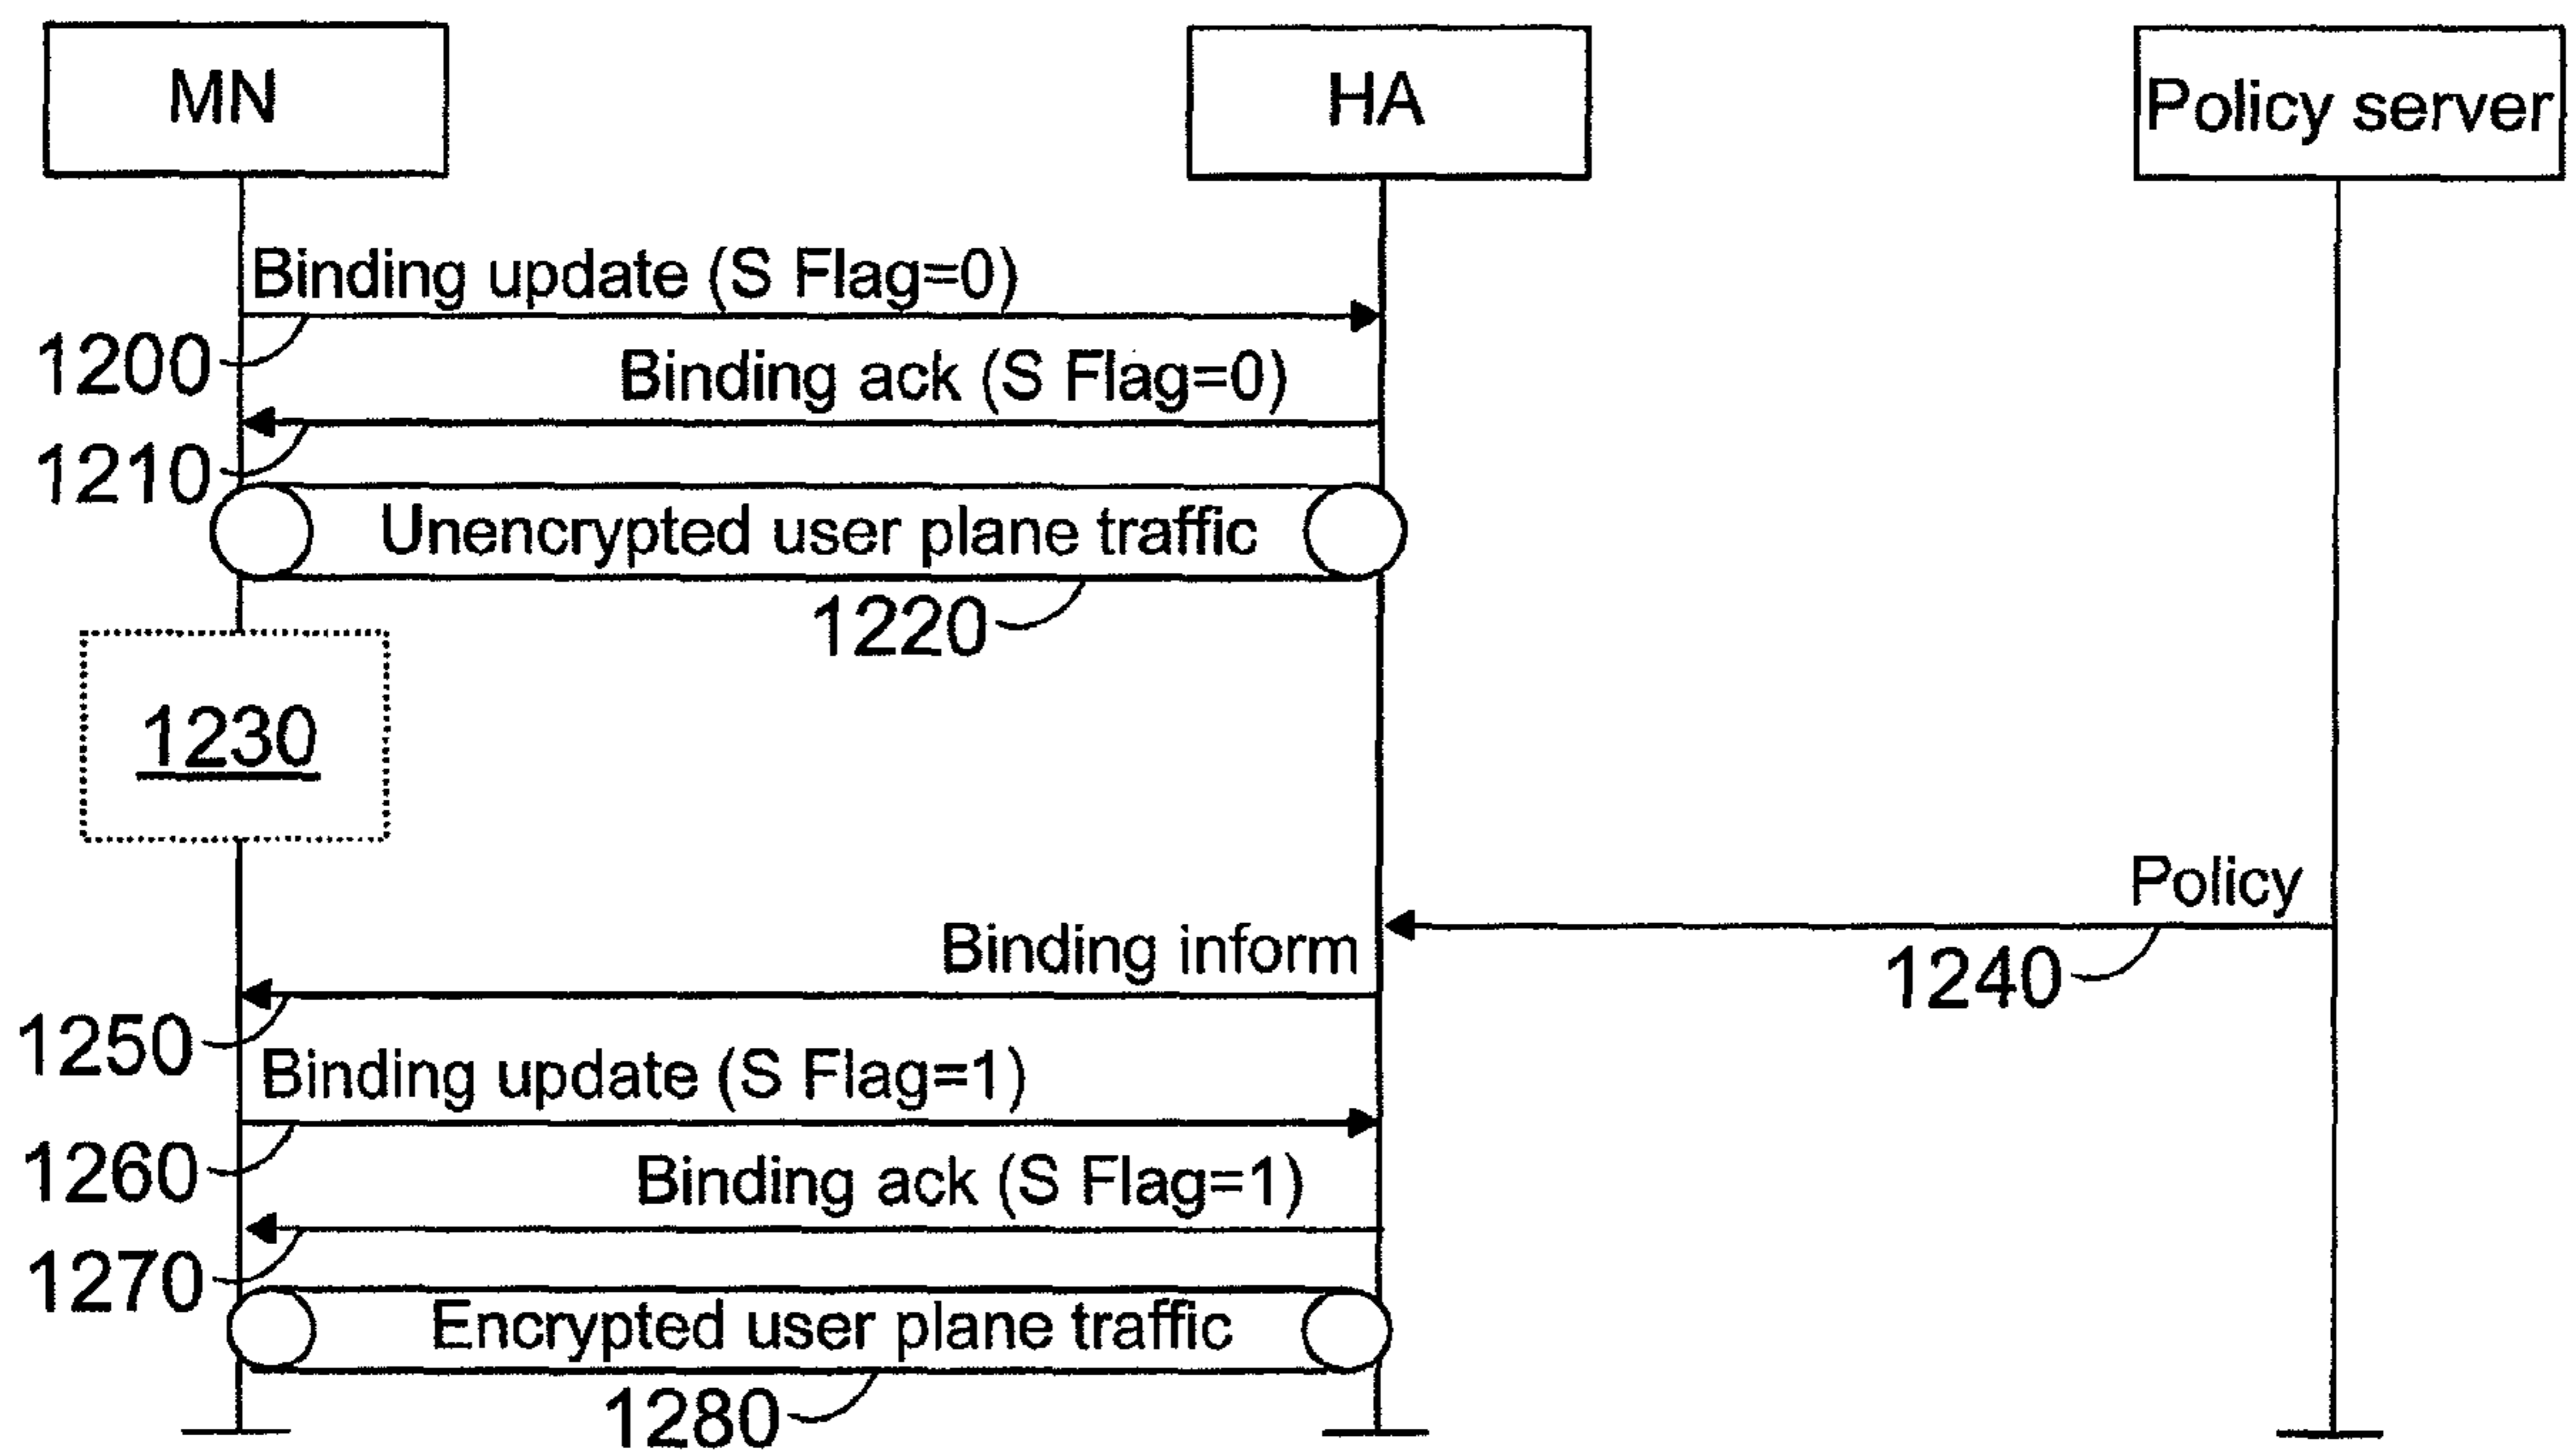 MN
HA
Policy server
Binding update (S Flag=0)
1200
Binding ack (S Flag=0)
1210
Unencrypted user plane traffic
1220
1230
Policy
Binding inform
1240
1250
Binding update (S Flag=1)
1260
Binding ack (S Flag=1)
1270
Encrypted user plane traffic
1280